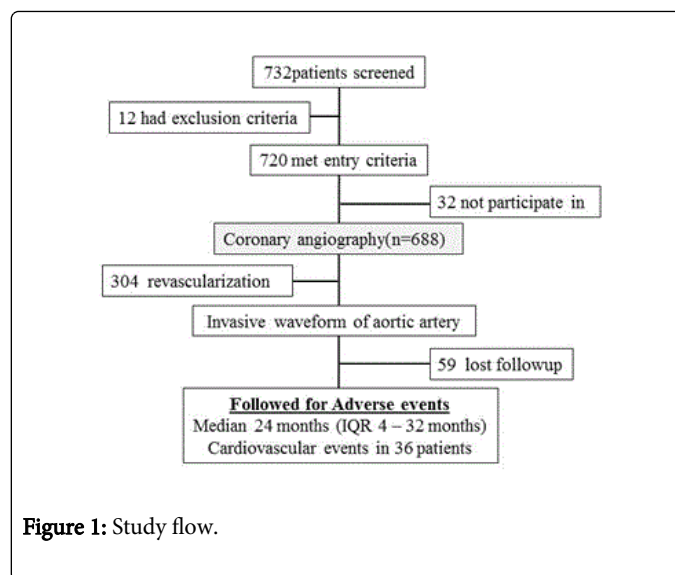 732patients screened
12 had exclusion criteria
720 met entry criteria
32 not participate in
Coronary angiography(n=688)
304 revascularization
Invasive waveform of aortic artery
59 lost followup
Followed for Adverse events
Median 24 months (IQR 4 – 32 months)
Cardiovascular events in 36 patients
Figure 1: Study flow.